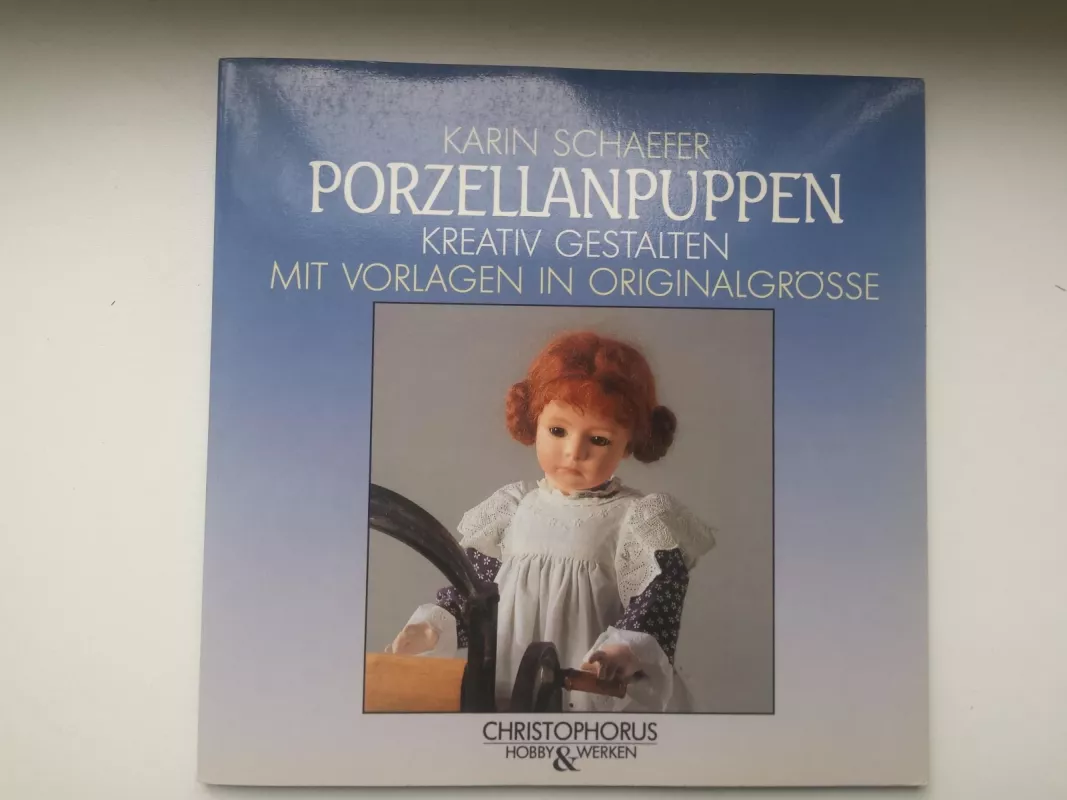 KARIN SCHAEFER
PORZELLANPUPPEN
KREATIV GESTALTEN
MIT VORLAGEN IN ORIGINALGRÖSSE
CHRISTOPHORUS
HOBBY & WERKEN